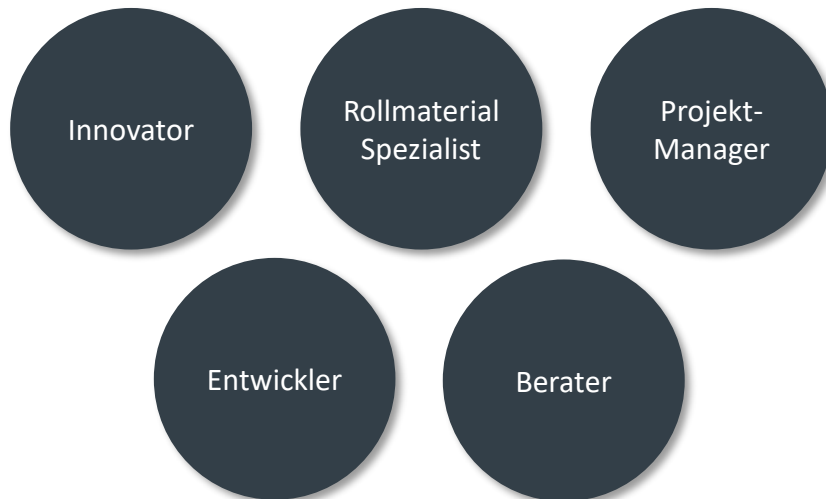 Innovator
Rollmaterial
Spezialist
Projekt-
Manager
Entwickler
Berater